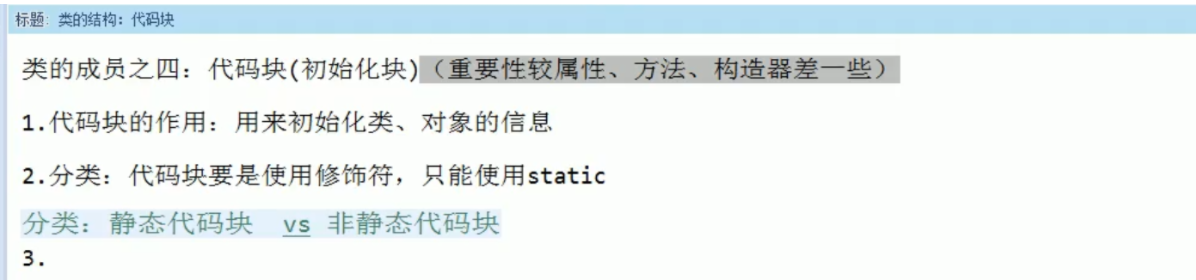 标题: 类的结构：代码块
类的成员之四：代码块(初始化块)（重要性较属性、方法、构造器差一些）
1.代码块的作用：用来初始化类、对象的信息
2.分类：代码块要是使用修饰符，只能使用static
分类：静态代码块 vs 非静态代码块
3.